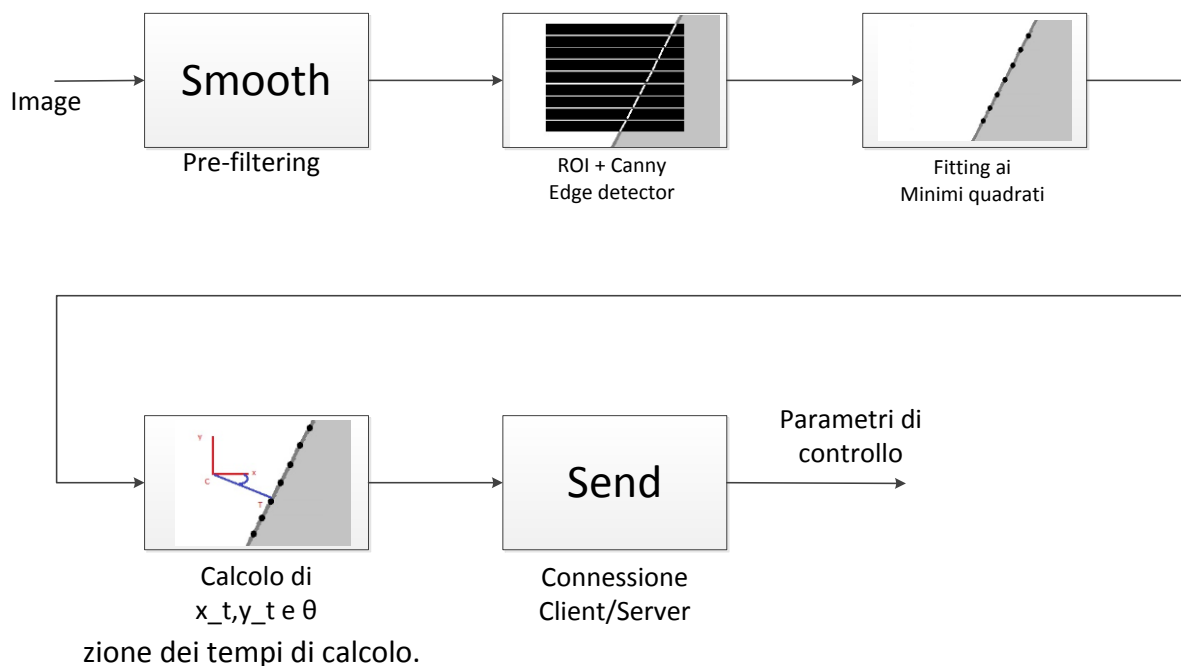 Image
Smooth
Pre-filtering
ROI + Canny
Edge detector
Fitting ai
Minimi quadrati
Y
x
C
T
Calcolo di
x_t,y_t e θ
Send
Connessione
Client/Server
Parametri di
controllo
zione dei tempi di calcolo.